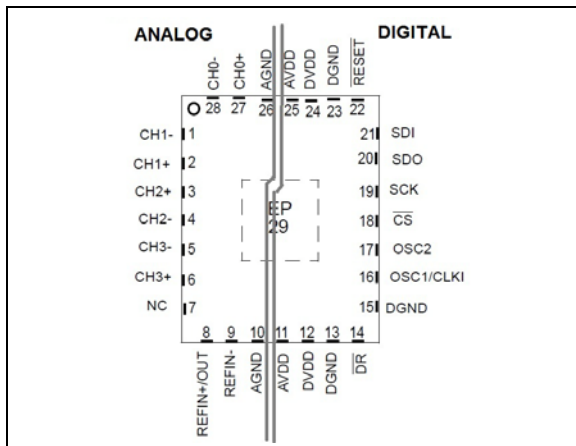 ANALOG
DIGITAL
CH0-
CH0+
AGND
AVDD
DVDD
DGND
RESET
28
27
26
25
24
23
22
CH1- 1
CH1+ 2
CH2+ 3
CH2- 4
CH3- 5
CH3+ 6
NC 7
21 SDI
20 SDO
19 SCK
18 CS
17 OSC2
16 OSC1/CLKI
15 DGND
EP
29
8
9
10
11
12
13
14
REFIN+/OUT
REFIN-
AGND
AVDD
DVDD
DGND
DR